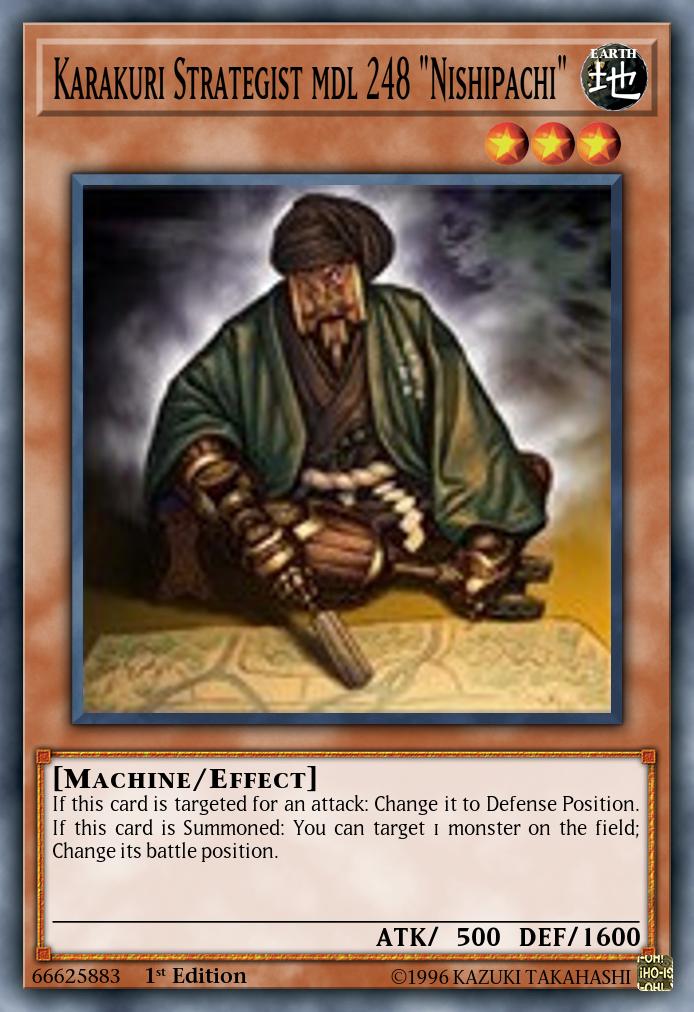 Karakuri Strategist mdl 248 "Nishipachi"
EARTH
地
[Machine/Effect]
If this card is targeted for an attack: Change it to Defense Position.
If this card is Summoned: You can target 1 monster on the field;
Change its battle position.
ATK/ 500 DEF/1600
66625883 1st Edition ©1996 KAZUKI TAKAHASHI